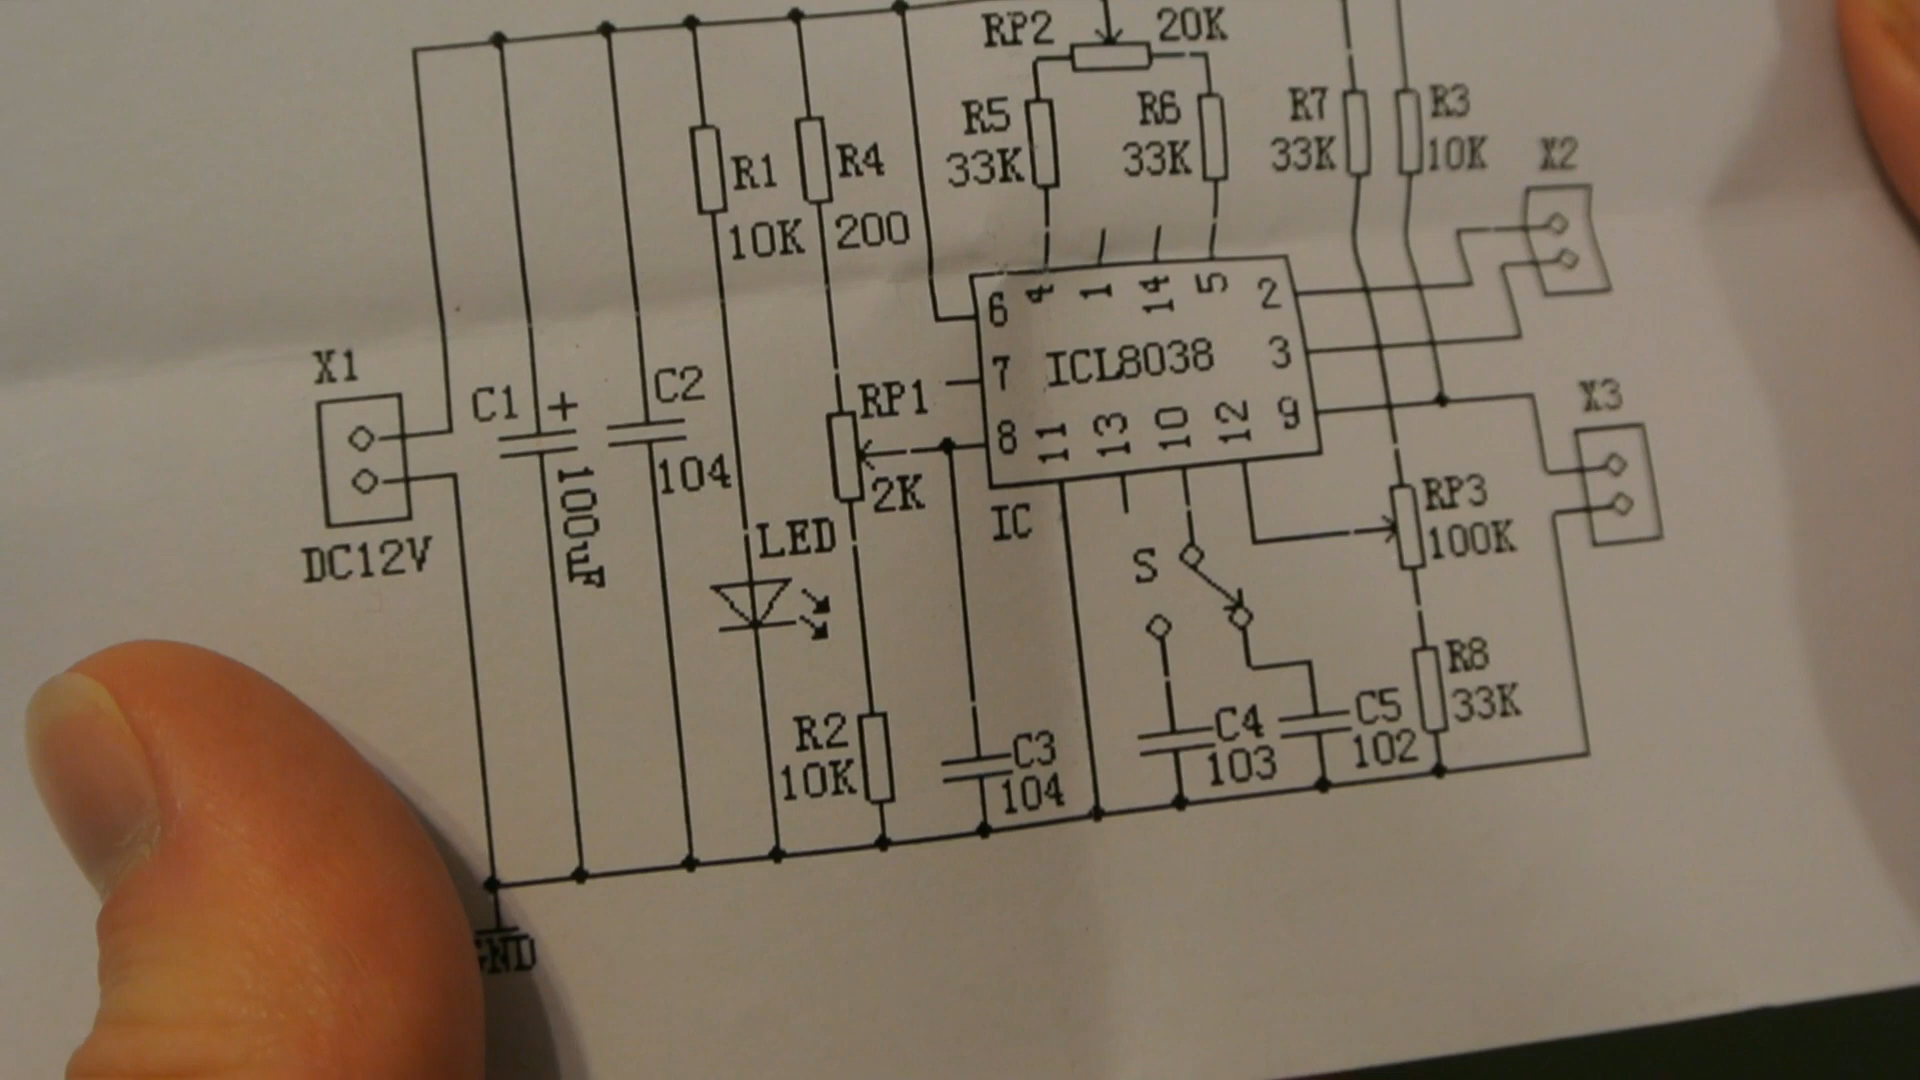 RP2 20K
R5 33K
R6 33K
R7 33K
R3 10K
X2
R1 10K
R4 200
6 4 1 14 5 2
7 ICL8038 3
8 11 13 10 12 9
IC
X1
DC12V
C1 +
100uF
C2
104
RP1
2K
X3
LED
S
RP3
100K
R2
10K
C3
104
C4
103
C5
102
R8
33K
GND